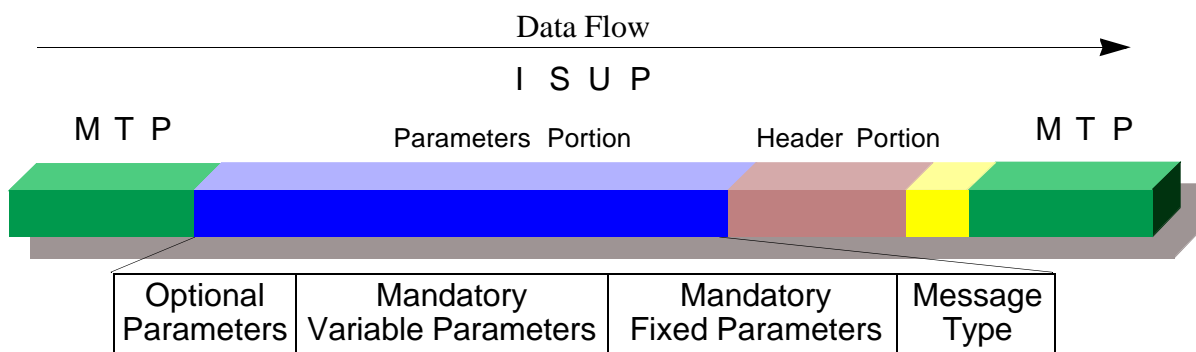 Data Flow
I S U P
M T P
Parameters Portion
Header Portion
M T P
Optional
Parameters
Mandatory
Variable Parameters
Mandatory
Fixed Parameters
Message
Type